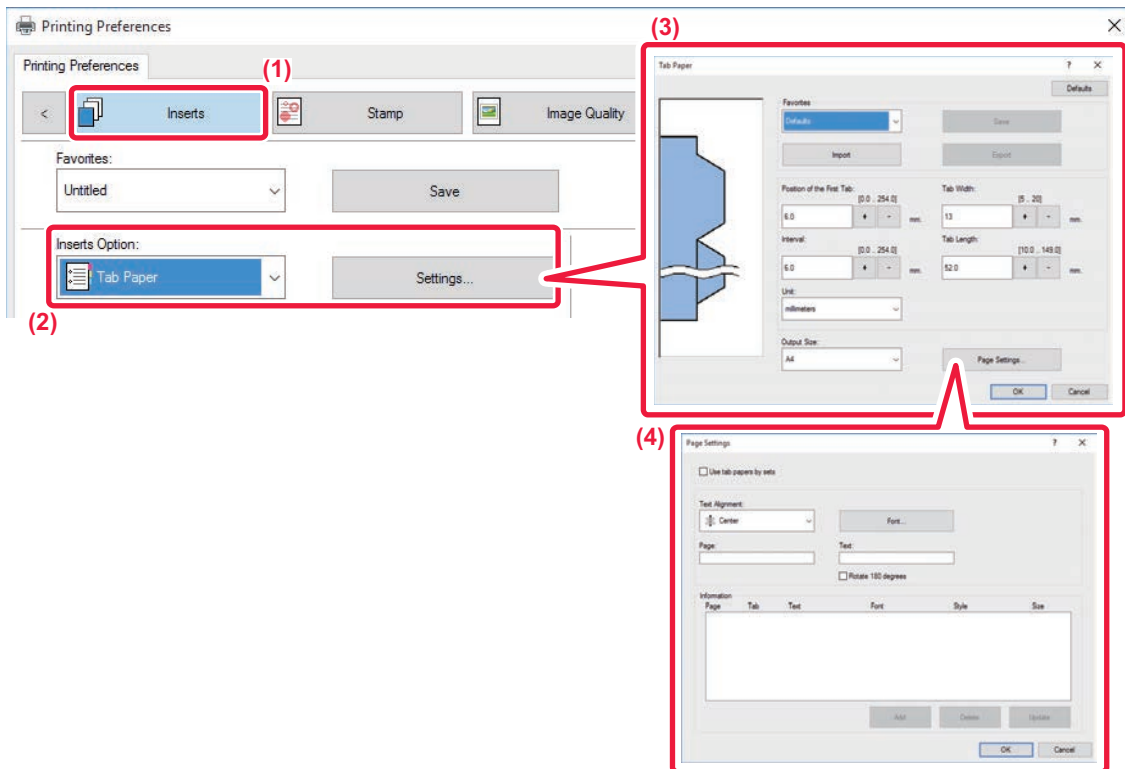 Printing Preferences
Printing Preferences
(1)
< Inserts Stamp Image Quality
Favorites:
Untitled Save
Inserts Option:
Tab Paper Settings...
(2)
(3)
Tab Paper ? ×
Defaults
Favorites
Defaults Save
Import Export
Position of the First Tab: Tab Width:
[0.0 .. 254.0] [5 .. 20]
6.0 + - mm. 13 + - mm.
Interval: Tab Length:
[0.0 .. 254.0] [10.0 .. 149.0]
6.0 + - mm. 52.0 + - mm.
Unit:
millimeters
Output Size:
A4 Page Settings...
OK Cancel
(4)
Page Settings ? ×
Use tab papers by sets
Text Alignment:
Center Font...
Page: Text:
Rotate 180 degrees
Information
Page Tab Text Font Style Size
Add Delete Update
OK Cancel